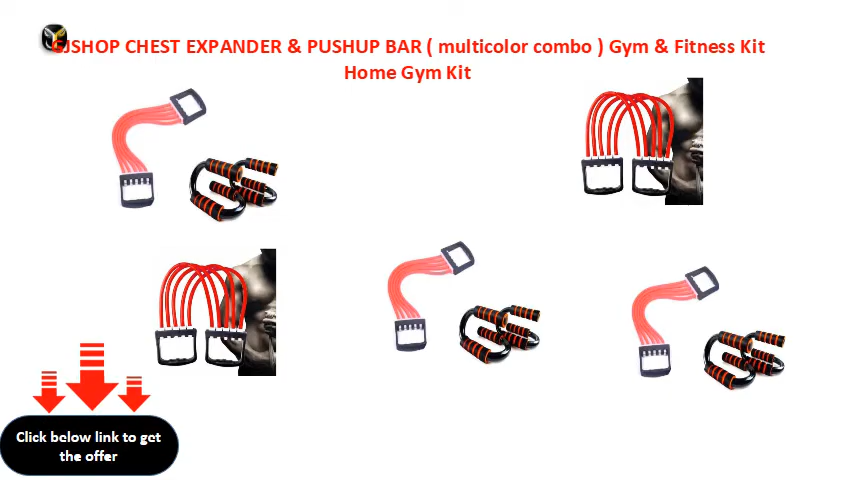 GJSHOP CHEST EXPANDER & PUSHUP BAR ( multicolor combo ) Gym & Fitness Kit
Home Gym Kit
Click below link to get
the offer